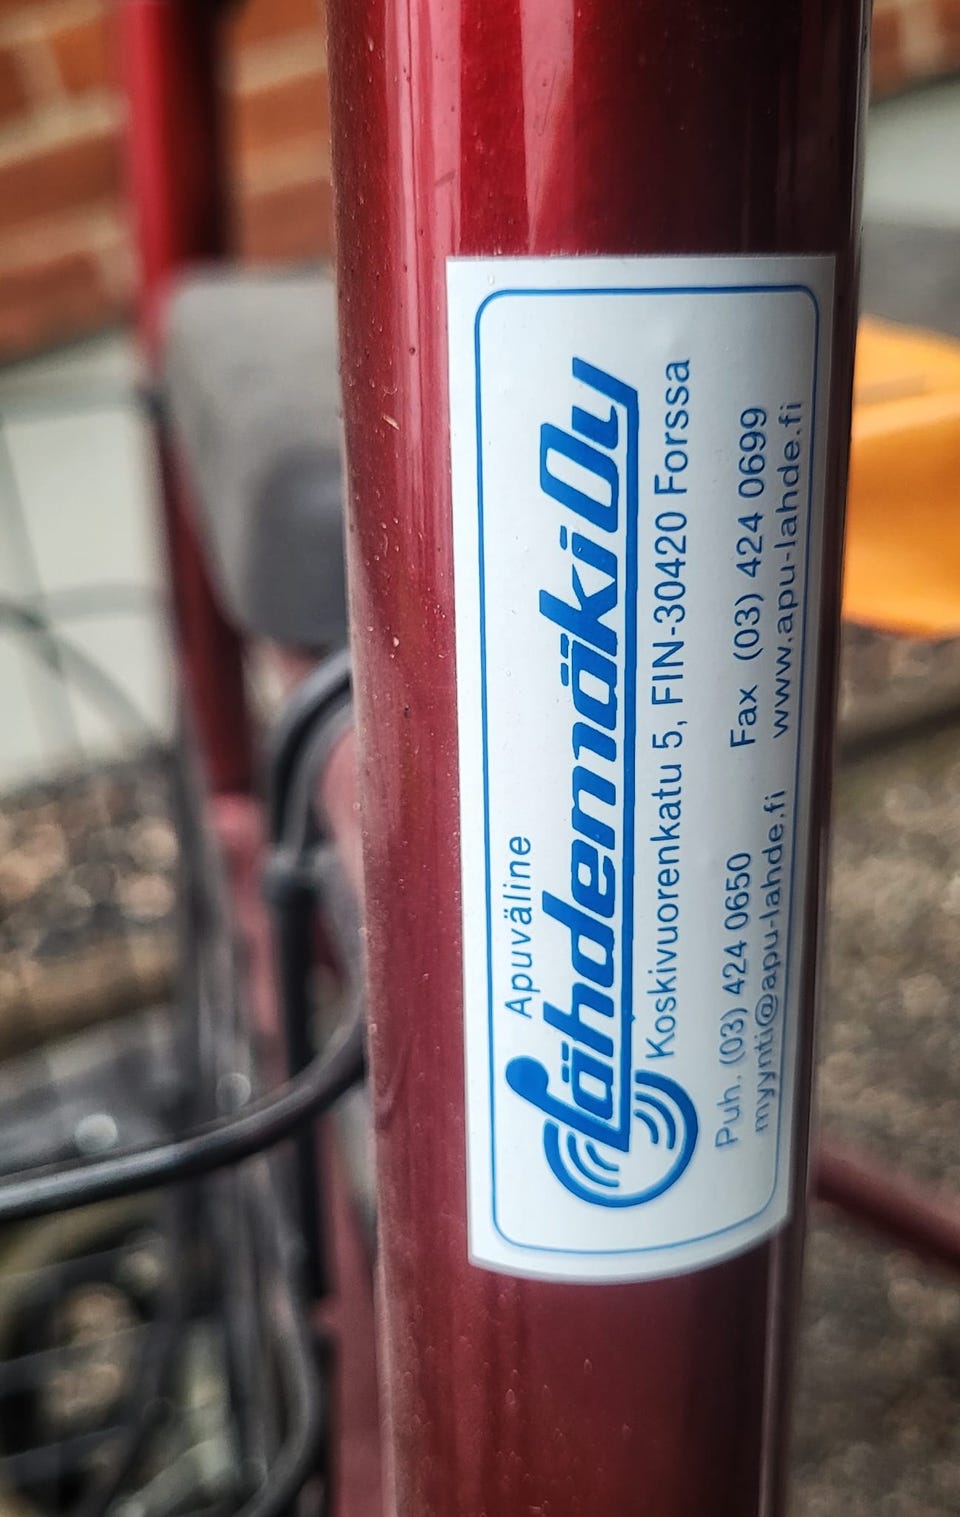 Apuväline
Lähdemäki Oy
Koskivuorenkatu 5, FIN-30420 Forssa
Puh. (03) 424 0650 Fax (03) 424 0699
myynti@apu-lahde.fi www.apu-lahde.fi